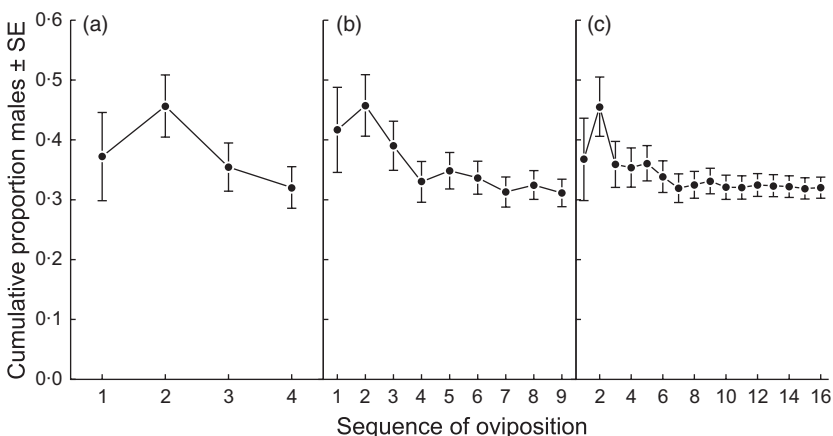 (a) (b) (c)
Cumulative proportion males ± SE
0·6
0·5
0·4
0·3
0·2
0·1
0·0
1 2 3 4 1 2 3 4 5 6 7 8 9 2 4 6 8 10 12 14 16
Sequence of oviposition